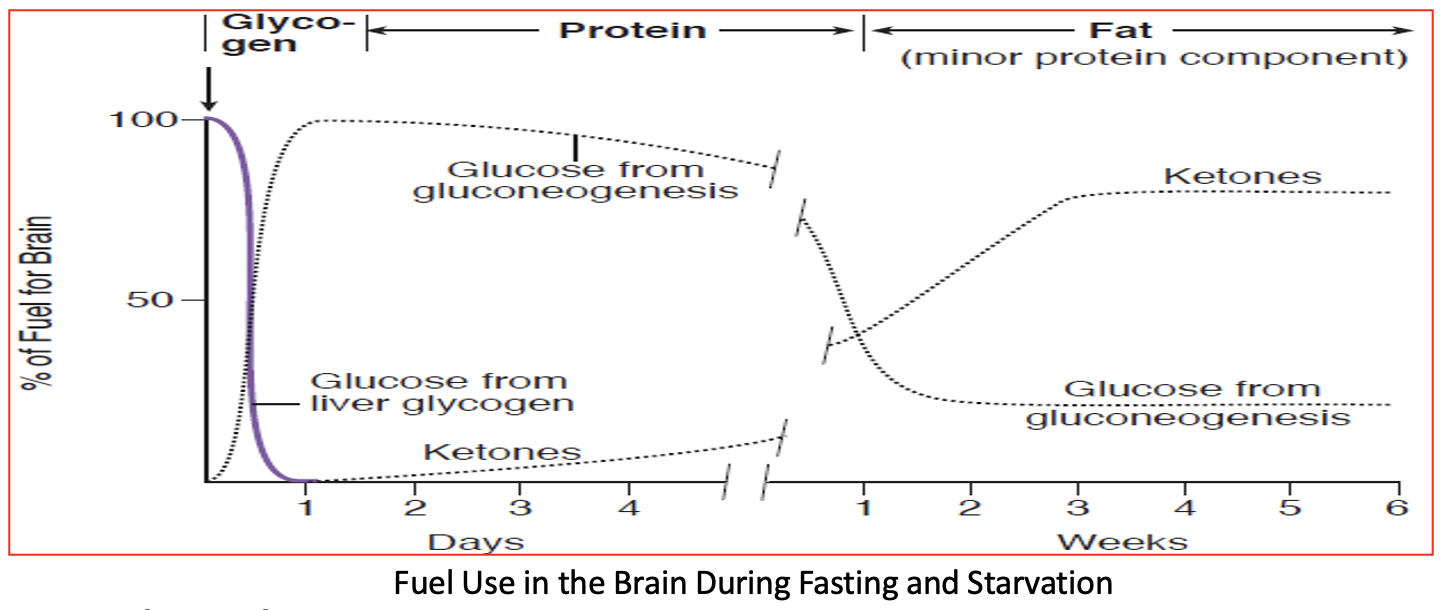 Glyco-
gen
Protein
Fat
(minor protein component)
100
50
% of Fuel for Brain
Glucose from
gluconeogenesis
Ketones
Glucose from
liver glycogen
Ketones
Glucose from
gluconeogenesis
1 2 3 4 1 2 3 4 5 6
Days Weeks
Fuel Use in the Brain During Fasting and Starvation